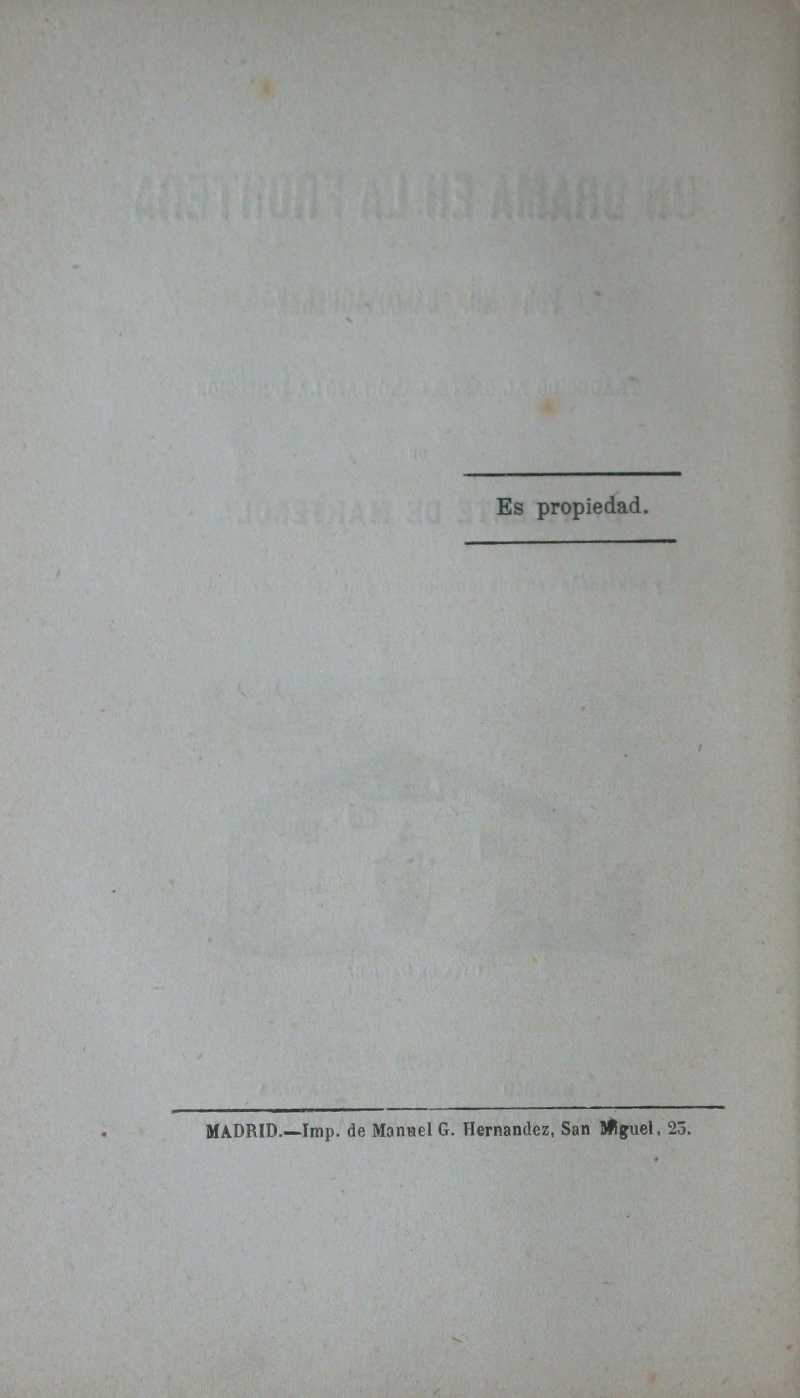 Es propiedad.
MADRID.—Imp. de Manuel G. Hernandez, San Miguel, 23.